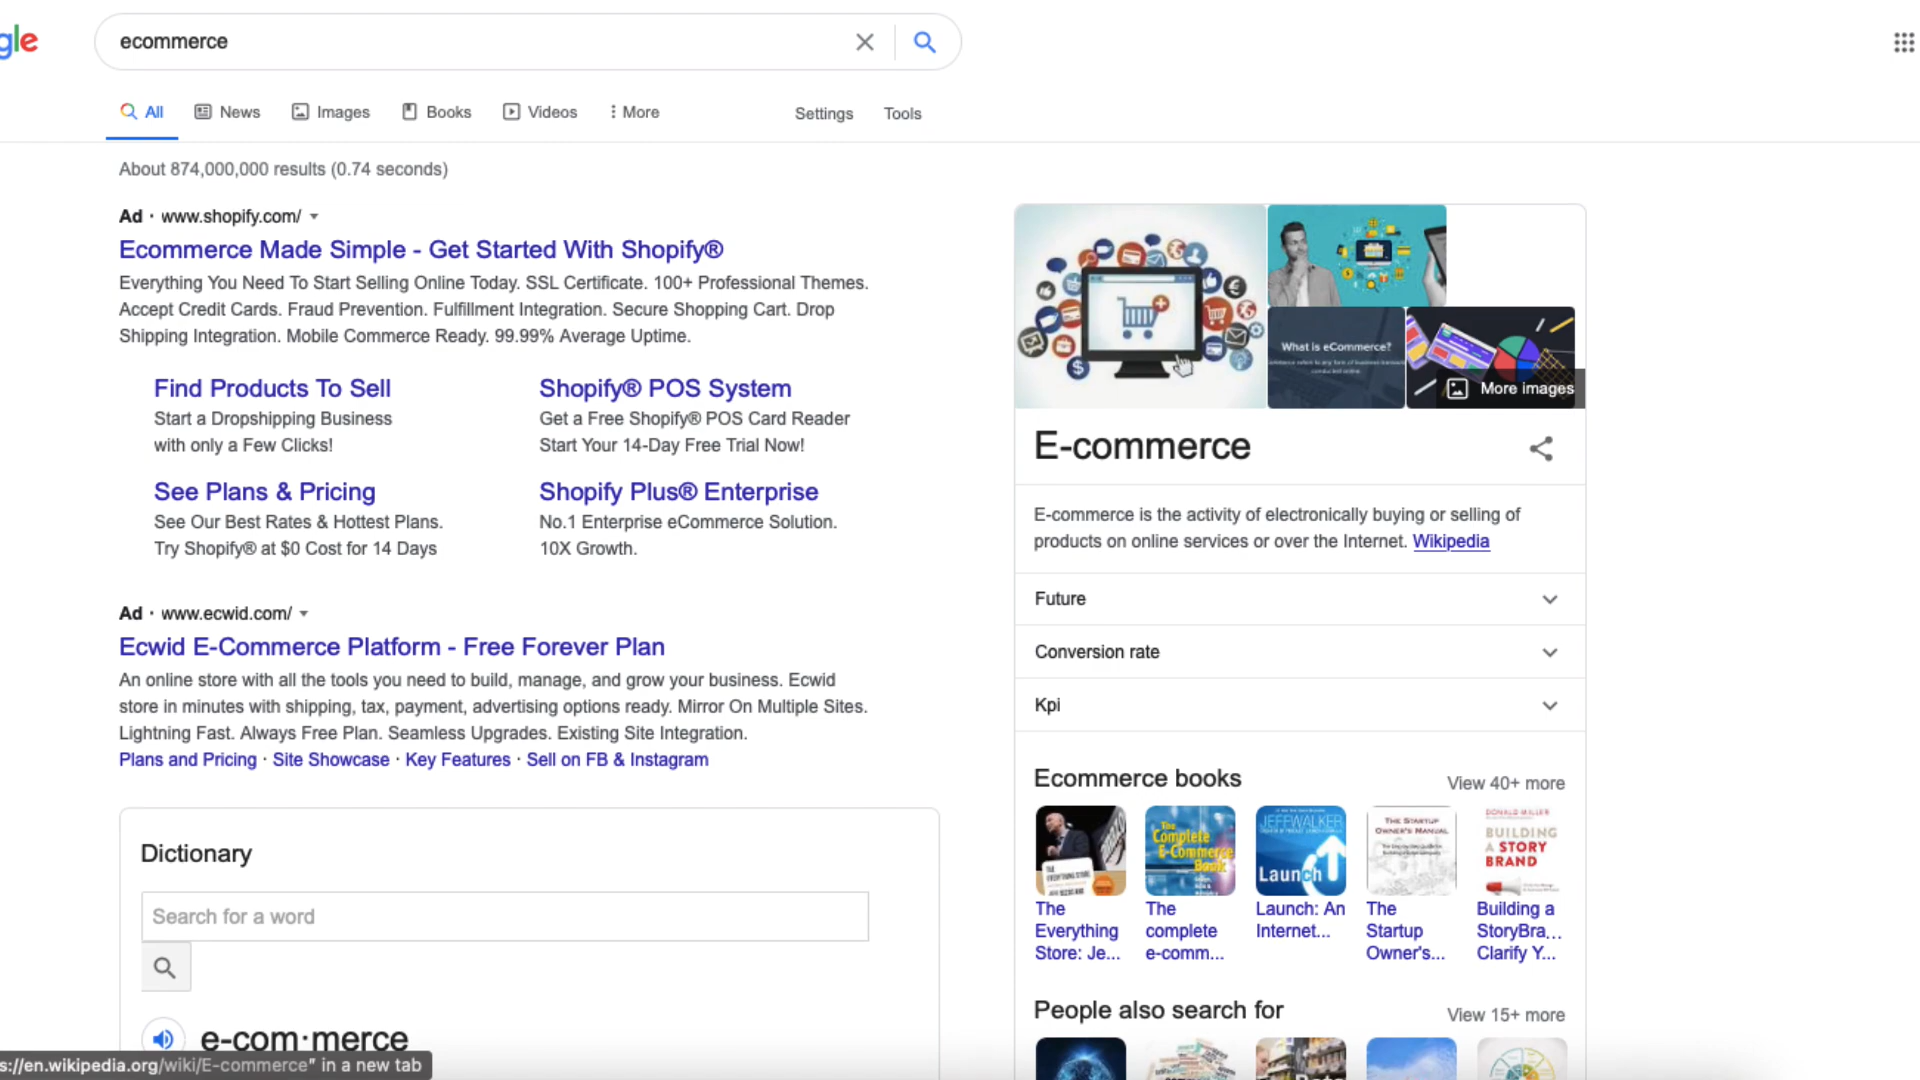 gle
ecommerce
All
News
Images
Books
Videos
More
Settings
Tools
About 874,000,000 results (0.74 seconds)
Ad · www.shopify.com/
Ecommerce Made Simple - Get Started With Shopify®
Everything You Need To Start Selling Online Today. SSL Certificate. 100+ Professional Themes.
Accept Credit Cards. Fraud Prevention. Fulfillment Integration. Secure Shopping Cart. Drop
Shipping Integration. Mobile Commerce Ready. 99.99% Average Uptime.
Find Products To Sell
Start a Dropshipping Business
with only a Few Clicks!
Shopify® POS System
Get a Free Shopify® POS Card Reader
Start Your 14-Day Free Trial Now!
See Plans & Pricing
See Our Best Rates & Hottest Plans.
Try Shopify® at $0 Cost for 14 Days
Shopify Plus® Enterprise
No.1 Enterprise eCommerce Solution.
10X Growth.
Ad · www.ecwid.com/
Ecwid E-Commerce Platform - Free Forever Plan
An online store with all the tools you need to build, manage, and grow your business. Ecwid
store in minutes with shipping, tax, payment, advertising options ready. Mirror On Multiple Sites.
Lightning Fast. Always Free Plan. Seamless Upgrades. Existing Site Integration.
Plans and Pricing · Site Showcase · Key Features · Sell on FB & Instagram
Dictionary
Search for a word
e-com·merce
s://en.wikipedia.org/wiki/E-commerce" in a new tab
What is eCommerce?
More images
E-commerce
E-commerce is the activity of electronically buying or selling of
products on online services or over the Internet. Wikipedia
Future
Conversion rate
Kpi
Ecommerce books
View 40+ more
The
Complete
E-Commerce
Book
JEFF WALKER
Launch
THE STARTUP
OWNER'S MANUAL
DONALD MILLER
BUILDING
A STORY
BRAND
The
Everything
Store: Je...
The
complete
e-comm...
Launch: An
Internet...
The
Startup
Owner's...
Building a
StoryBra...
Clarify Y...
People also search for
View 15+ more